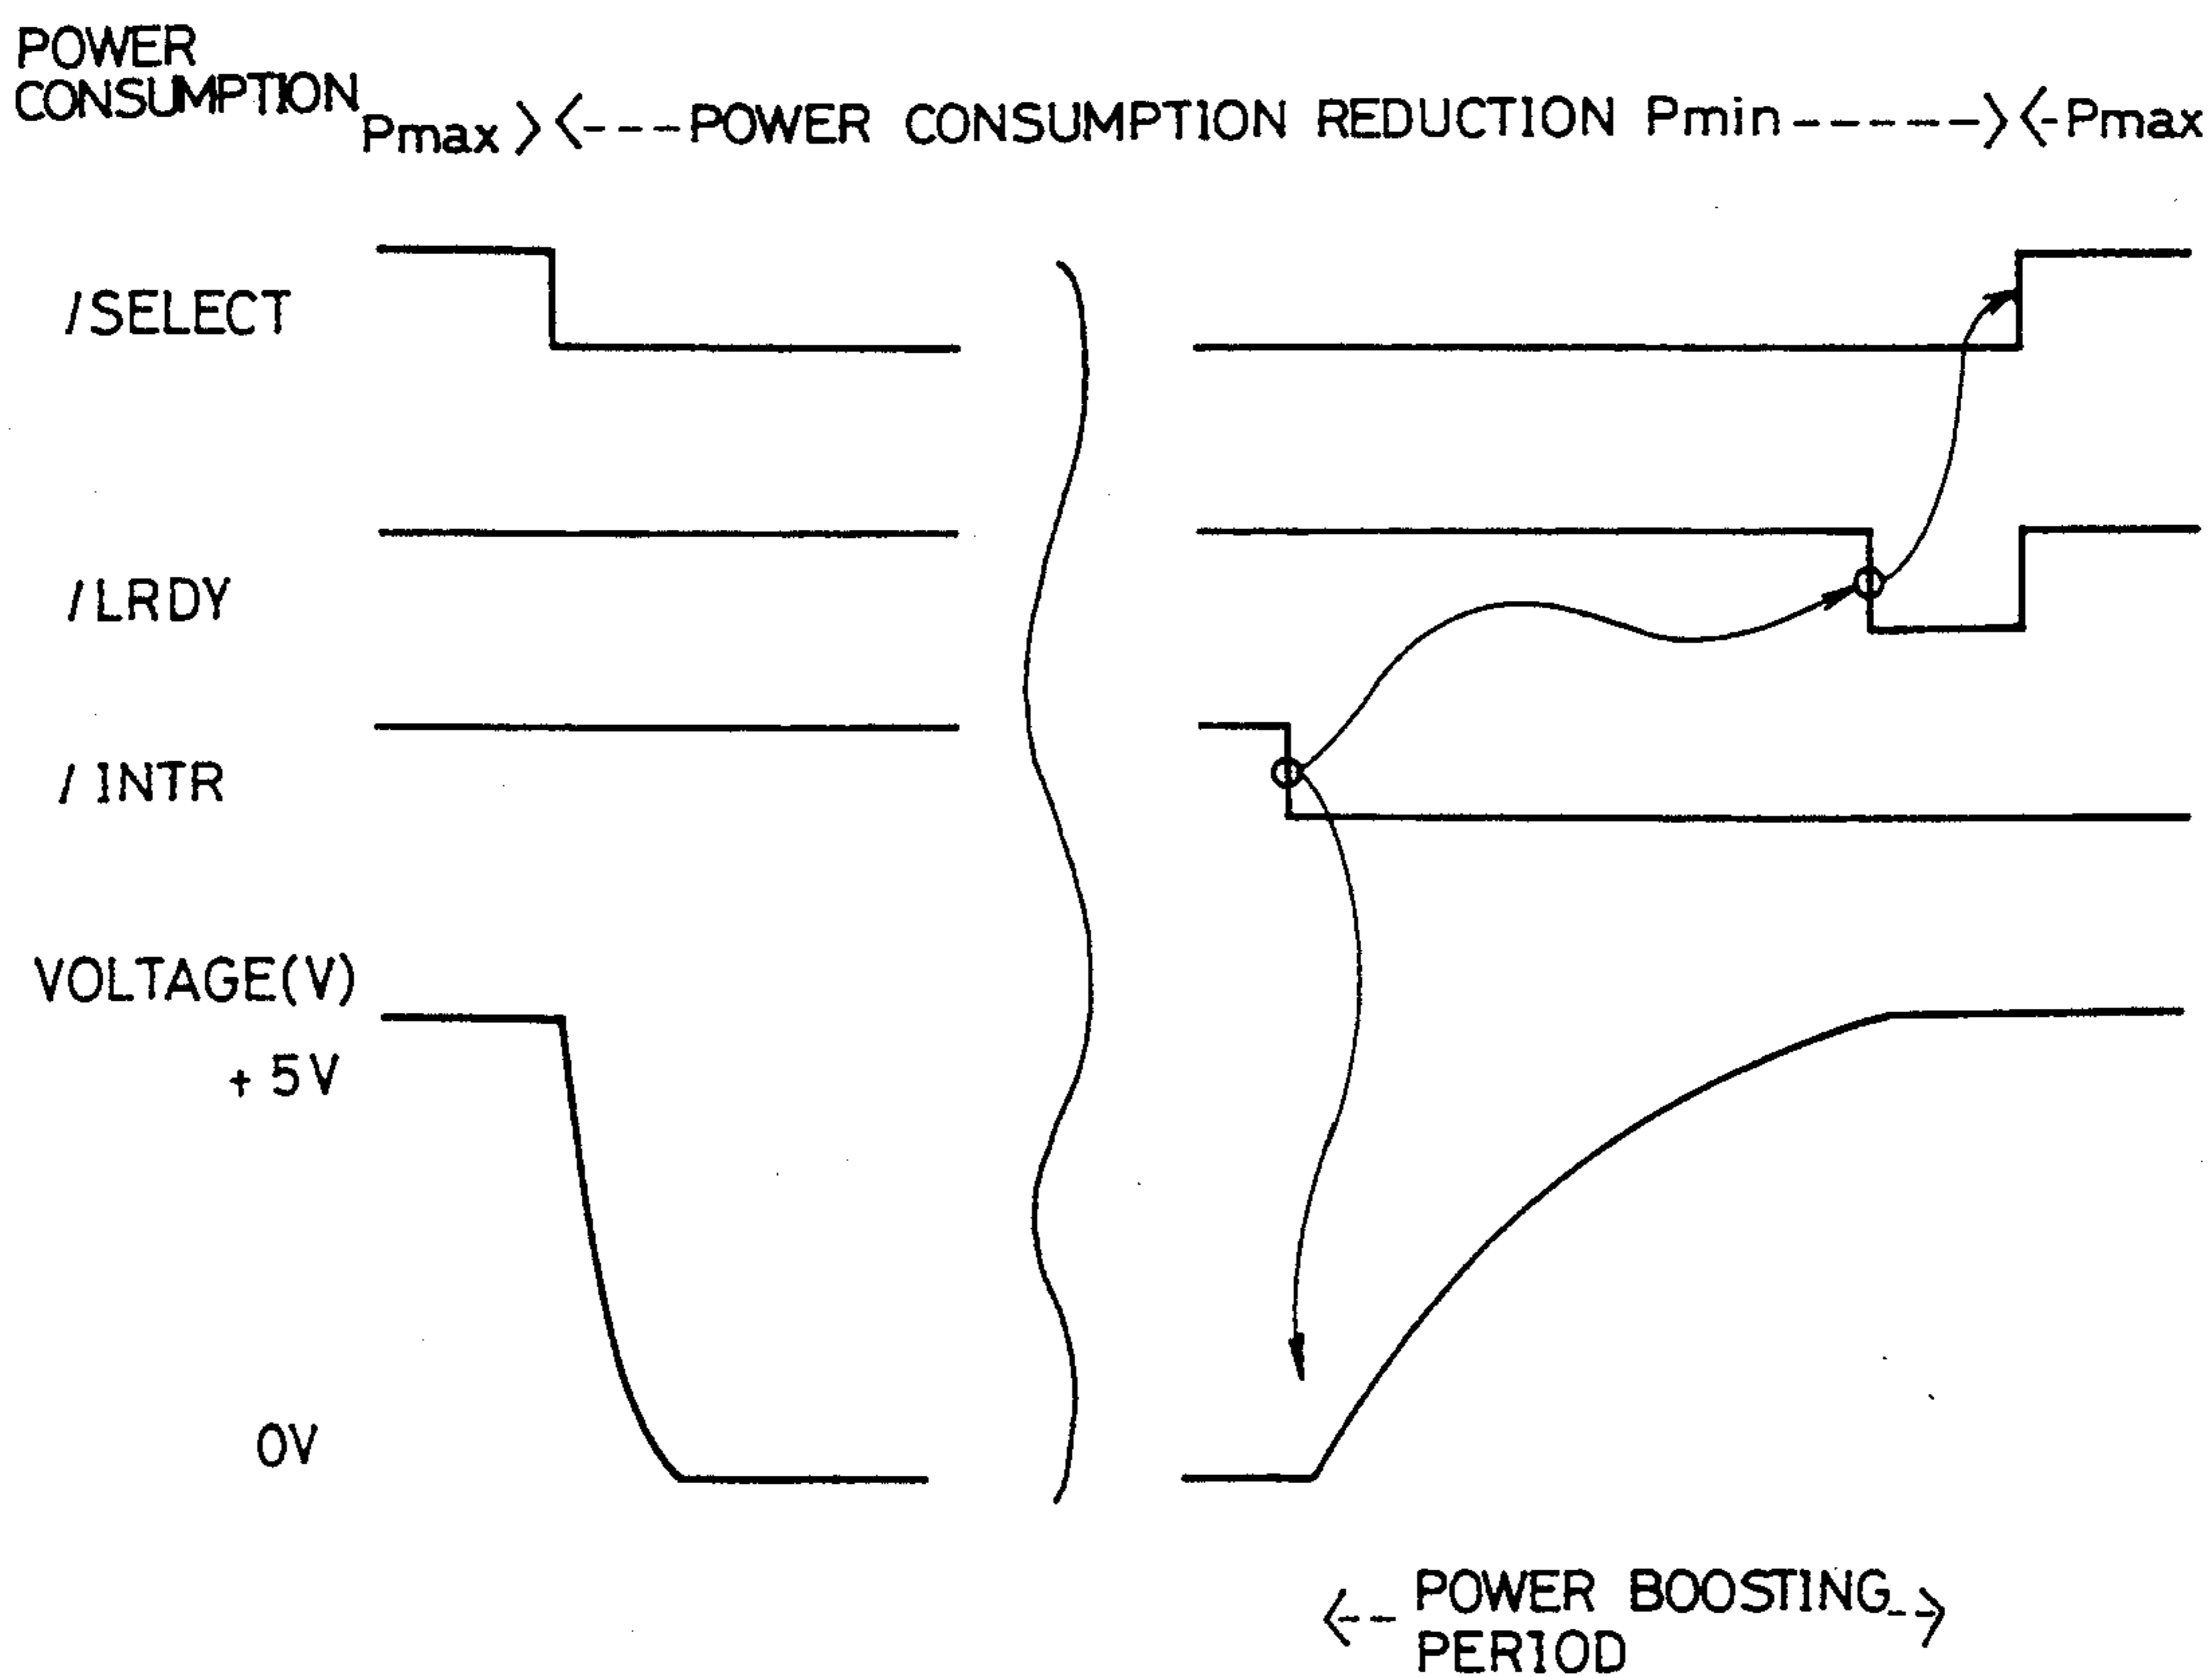 POWER
CONSUMPTION
Pmax >< - - - POWER CONSUMPTION REDUCTION Pmin - - - - - >< - Pmax
/SELECT
/LRDY
/INTR
VOLTAGE(V)
+5V
0V
<-- POWER BOOSTING -->
PERIOD